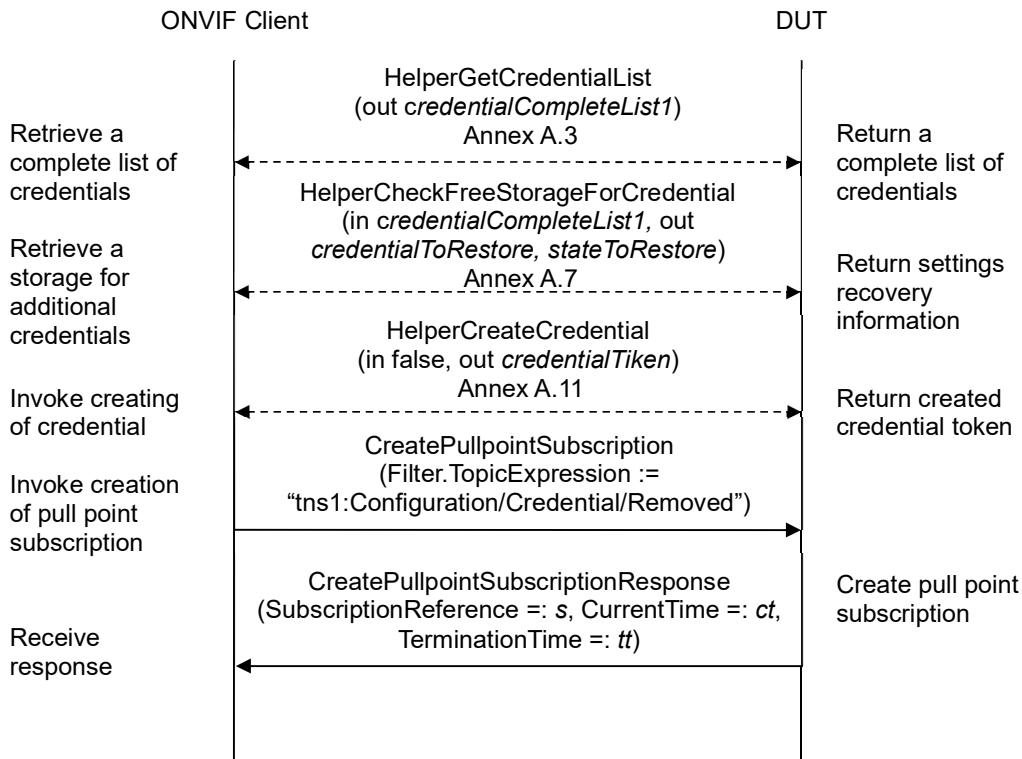 ONVIF Client
DUT
HelperGetCredentialList
(out credentialCompleteList1)
Annex A.3
Retrieve a
complete list of
credentials
Return a
complete list of
credentials
HelperCheckFreeStorageForCredential
(in credentialCompleteList1, out
credentialToRestore, stateToRestore)
Annex A.7
Retrieve a
storage for
additional
credentials
Return settings
recovery
information
HelperCreateCredential
(in false, out credentialTiken)
Annex A.11
Invoke creating
of credential
Return created
credential token
CreatePullpointSubscription
(Filter.TopicExpression :=
“tns1:Configuration/Credential/Removed”)
Invoke creation
of pull point
subscription
CreatePullpointSubscriptionResponse
(SubscriptionReference =: s, CurrentTime =: ct,
TerminationTime =: tt)
Create pull point
subscription
Receive
response